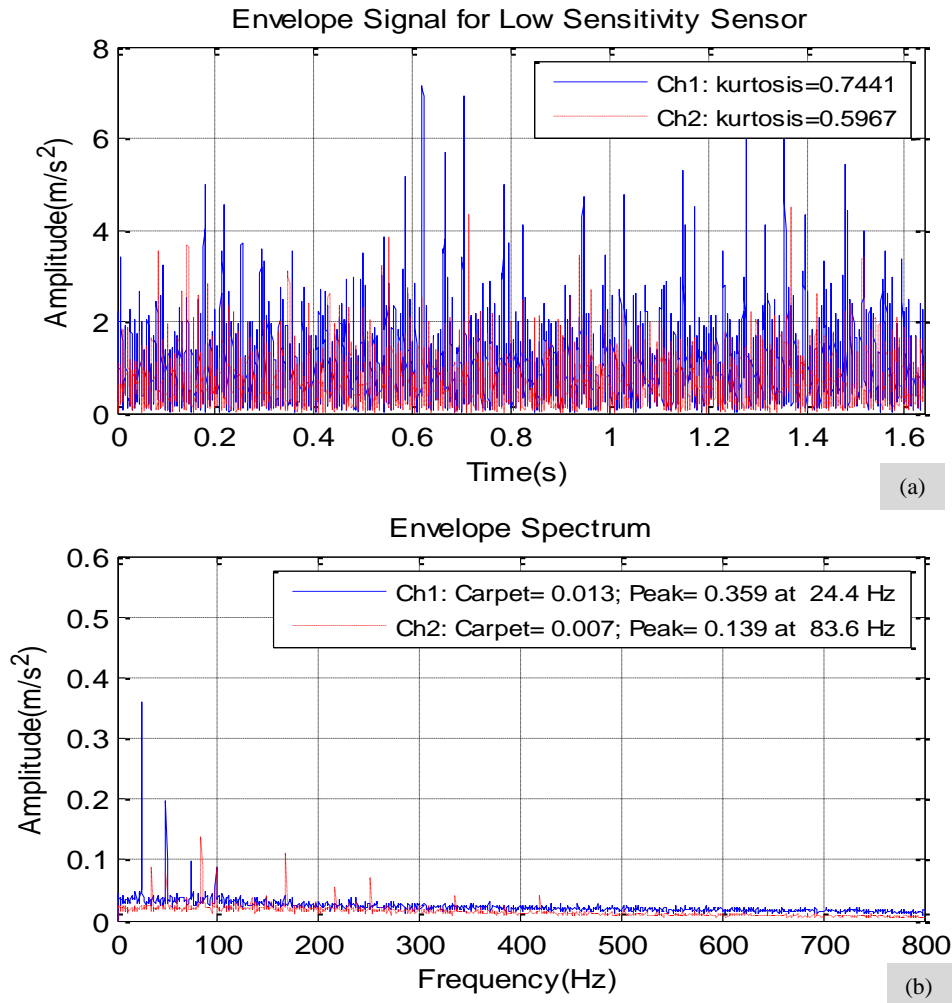 Envelope Signal for Low Sensitivity Sensor
8
6
4
2
0
Amplitude(m/s²)
Ch1: kurtosis=0.7441
Ch2: kurtosis=0.5967
0 0.2 0.4 0.6 0.8 1 1.2 1.4 1.6
Time(s)
(a)
Envelope Spectrum
0.6
0.5
0.4
0.3
0.2
0.1
0
Amplitude(m/s²)
Ch1: Carpet= 0.013; Peak= 0.359 at 24.4 Hz
Ch2: Carpet= 0.007; Peak= 0.139 at 83.6 Hz
0 100 200 300 400 500 600 700 800
Frequency(Hz)
(b)